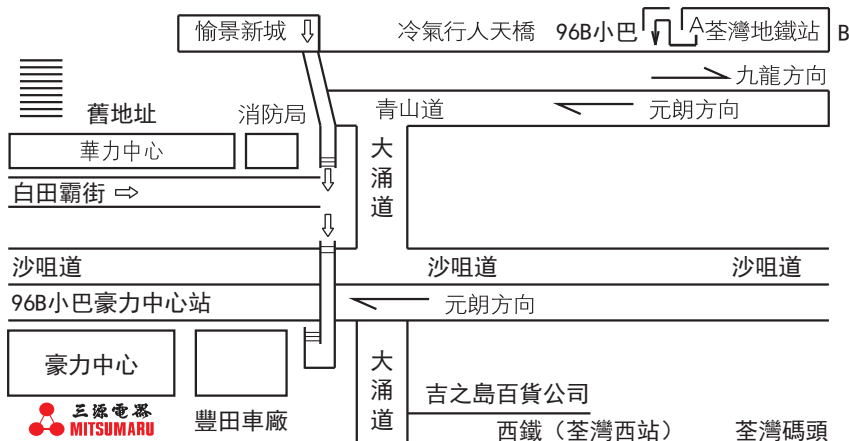 愉景新城
冷氣行人天橋
96B小巴
A荃灣地鐵站
B
九龍方向
舊地址
消防局
青山道
元朗方向
華力中心
大涌道
白田霸街
沙咀道
沙咀道
沙咀道
96B小巴豪力中心站
元朗方向
豪力中心
三源電器
MITSUMARU
豐田車廠
大涌道
吉之島百貨公司
西鐵（荃灣西站）
荃灣碼頭